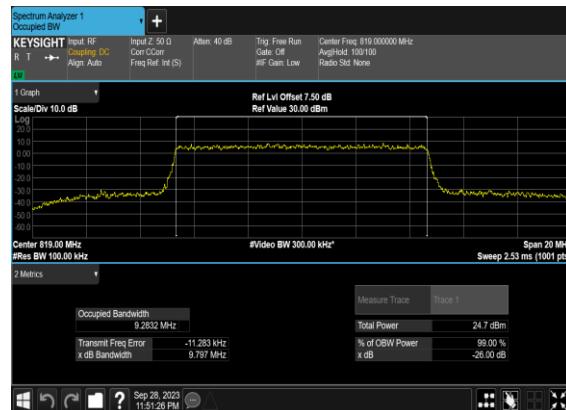 Spectrum Analyzer 1
Occupied BW
+
KEYSIGHT Input: RF Input Z: 50 Ω Atten: 40 dB Trig: Free Run Center Freq: 819.000000 MHz
R T Coupling: DC Corr CCorr Gate: Off Avg|Hold: 100/100
Align: Auto Freq Ref: Int (S) #IF Gain: Low Radio Std: None
LU
1 Graph
Ref Lvl Offset 7.50 dB
Scale/Div 10.0 dB Ref Value 30.00 dBm
Log
20.0
10.0
0.00
-10.0
-20.0
-30.0
-40.0
-50.0
-60.0
Center 819.00 MHz #Video BW 300.00 kHz* Span 20 MH
#Res BW 100.00 kHz Sweep 2.53 ms (1001 pts
2 Metrics
Measure Trace Trace 1
Occupied Bandwidth
9.2832 MHz Total Power 24.7 dBm
Transmit Freq Error -11.283 kHz % of OBW Power 99.00 %
x dB Bandwidth 9.797 MHz x dB -26.00 dB
? Sep 28, 2023
11:51:26 PM